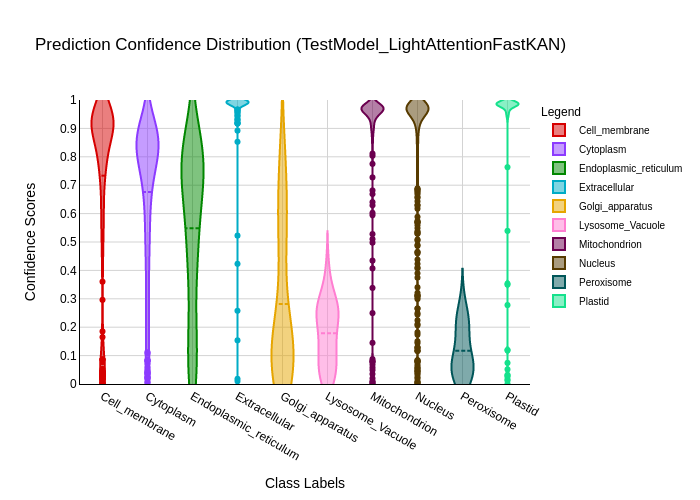 Prediction Confidence Distribution (TestModel_LightAttentionFastKAN)
Confidence Scores
1
0.9
0.8
0.7
0.6
0.5
0.4
0.3
0.2
0.1
0
Cell_membrane
Cytoplasm
Endoplasmic_reticulum
Extracellular
Golgi_apparatus
Lysosome_Vacuole
Mitochondrion
Nucleus
Peroxisome
Plastid
Class Labels
Legend
Cell_membrane
Cytoplasm
Endoplasmic_reticulum
Extracellular
Golgi_apparatus
Lysosome_Vacuole
Mitochondrion
Nucleus
Peroxisome
Plastid